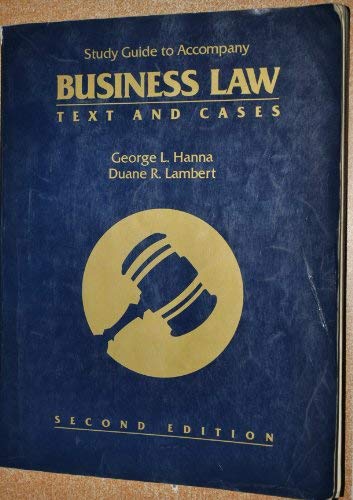 Study Guide to Accompany
BUSINESS LAW
TEXT AND CASES
George L. Hanna
Duane R. Lambert
SECOND EDITION